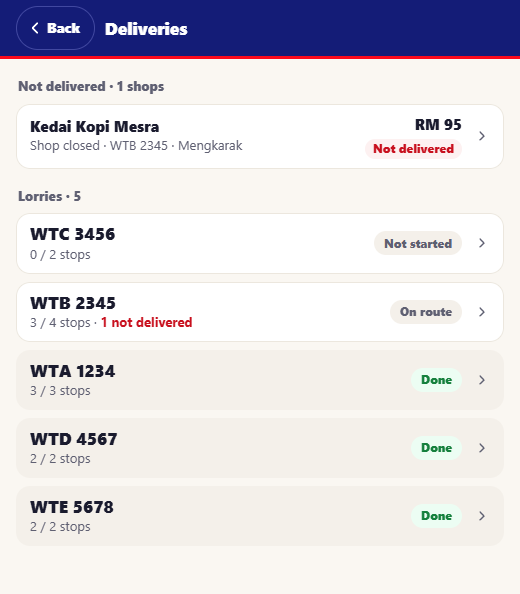 Back Deliveries
Not delivered · 1 shops
Kedai Kopi Mesra RM 95
Shop closed · WTB 2345 · Mengkarak Not delivered
Lorries · 5
WTC 3456
0 / 2 stops Not started
WTB 2345
3 / 4 stops · 1 not delivered On route
WTA 1234
3 / 3 stops Done
WTD 4567
2 / 2 stops Done
WTE 5678
2 / 2 stops Done